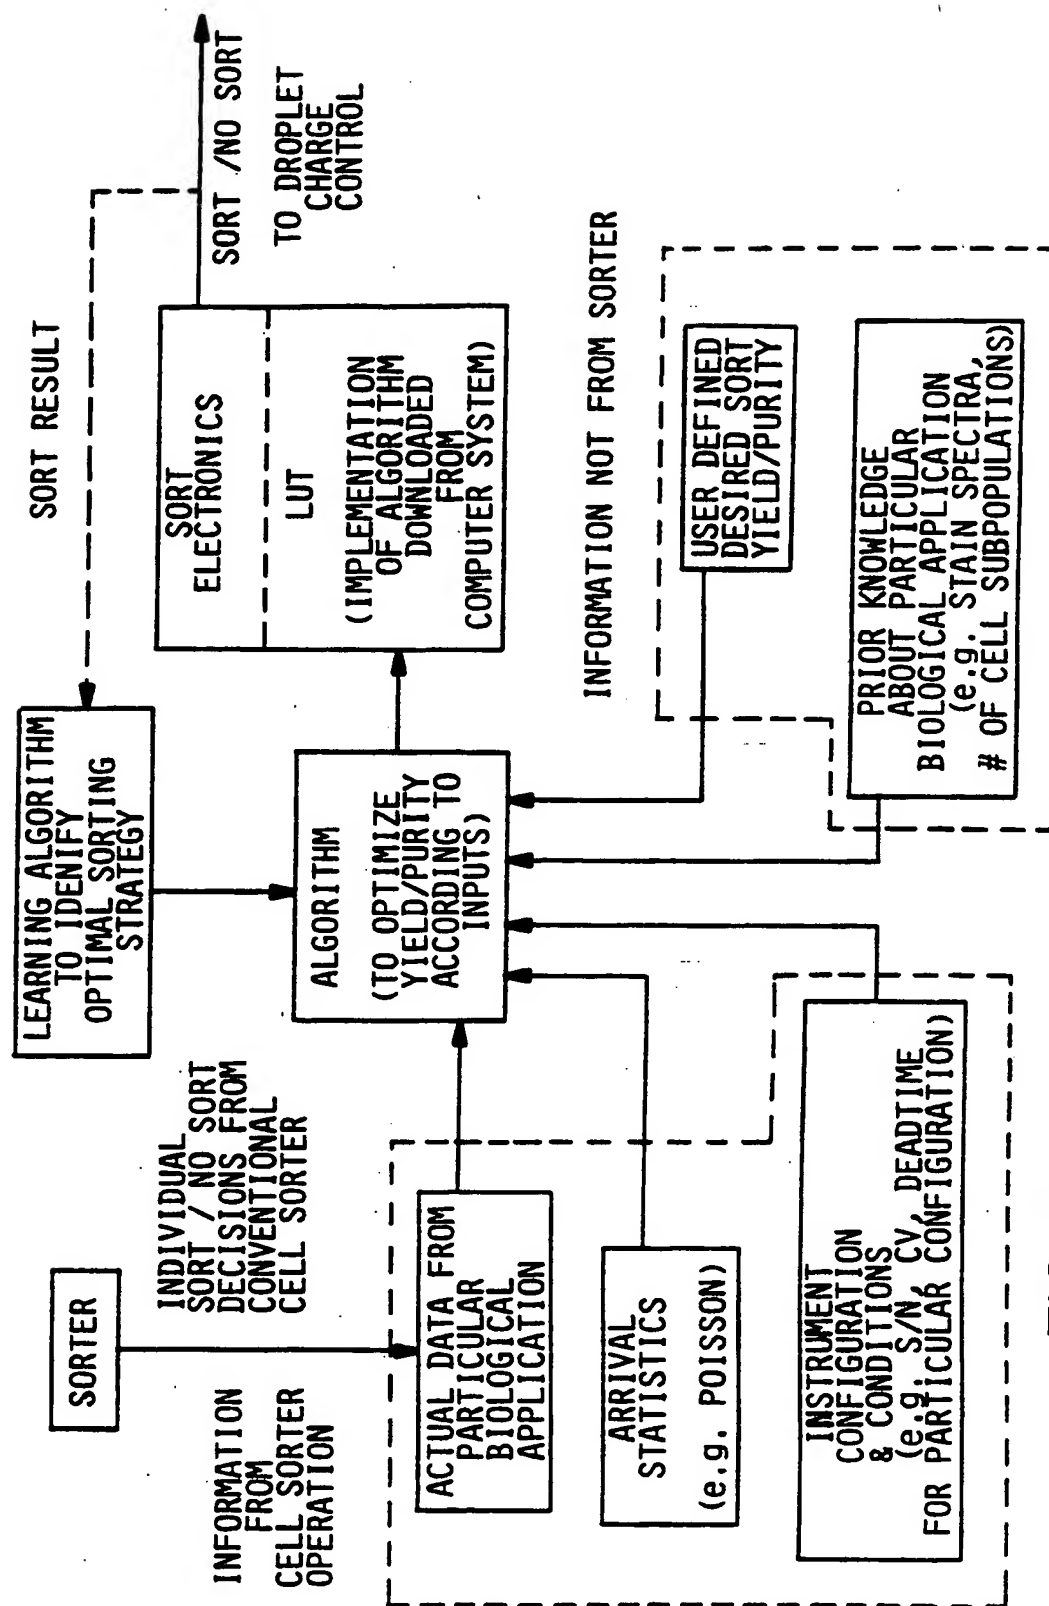 SORTER
INFORMATION
FROM
CELL SORTER
OPERATION
INDIVIDUAL
SORT / NO SORT
DECISIONS FROM
CONVENTIONAL
CELL SORTER
ACTUAL DATA FROM
PARTICULAR
BIOLOGICAL
APPLICATION
ARRIVAL
STATISTICS
(e.g. POISSON)
INSTRUMENT
CONFIGURATION
& CONDITIONS
(e.g. S/N, CV, DEADTIME
FOR PARTICULAR CONFIGURATION)
LEARNING ALGORITHM
TO IDENIFY
OPTIMAL SORTING
STRATEGY
ALGORITHM
(TO OPTIMIZE
YIELD/PURITY
ACCORDING TO
INPUTS)
SORT RESULT
SORT
ELECTRONICS
LUT
(IMPLEMENTATION
OF ALGORITHM
DOWNLOADED
FROM
COMPUTER SYSTEM)
SORT /NO SORT
TO DROPLET
CHARGE
CONTROL
INFORMATION NOT FROM SORTER
USER DEFINED
DESIRED SORT
YIELD/PURITY
PRIOR KNOWLEDGE
ABOUT PARTICULAR
BIOLOGICAL APPLICATION
(e.g. STAIN SPECTRA,
# OF CELL SUBPOPULATIONS)